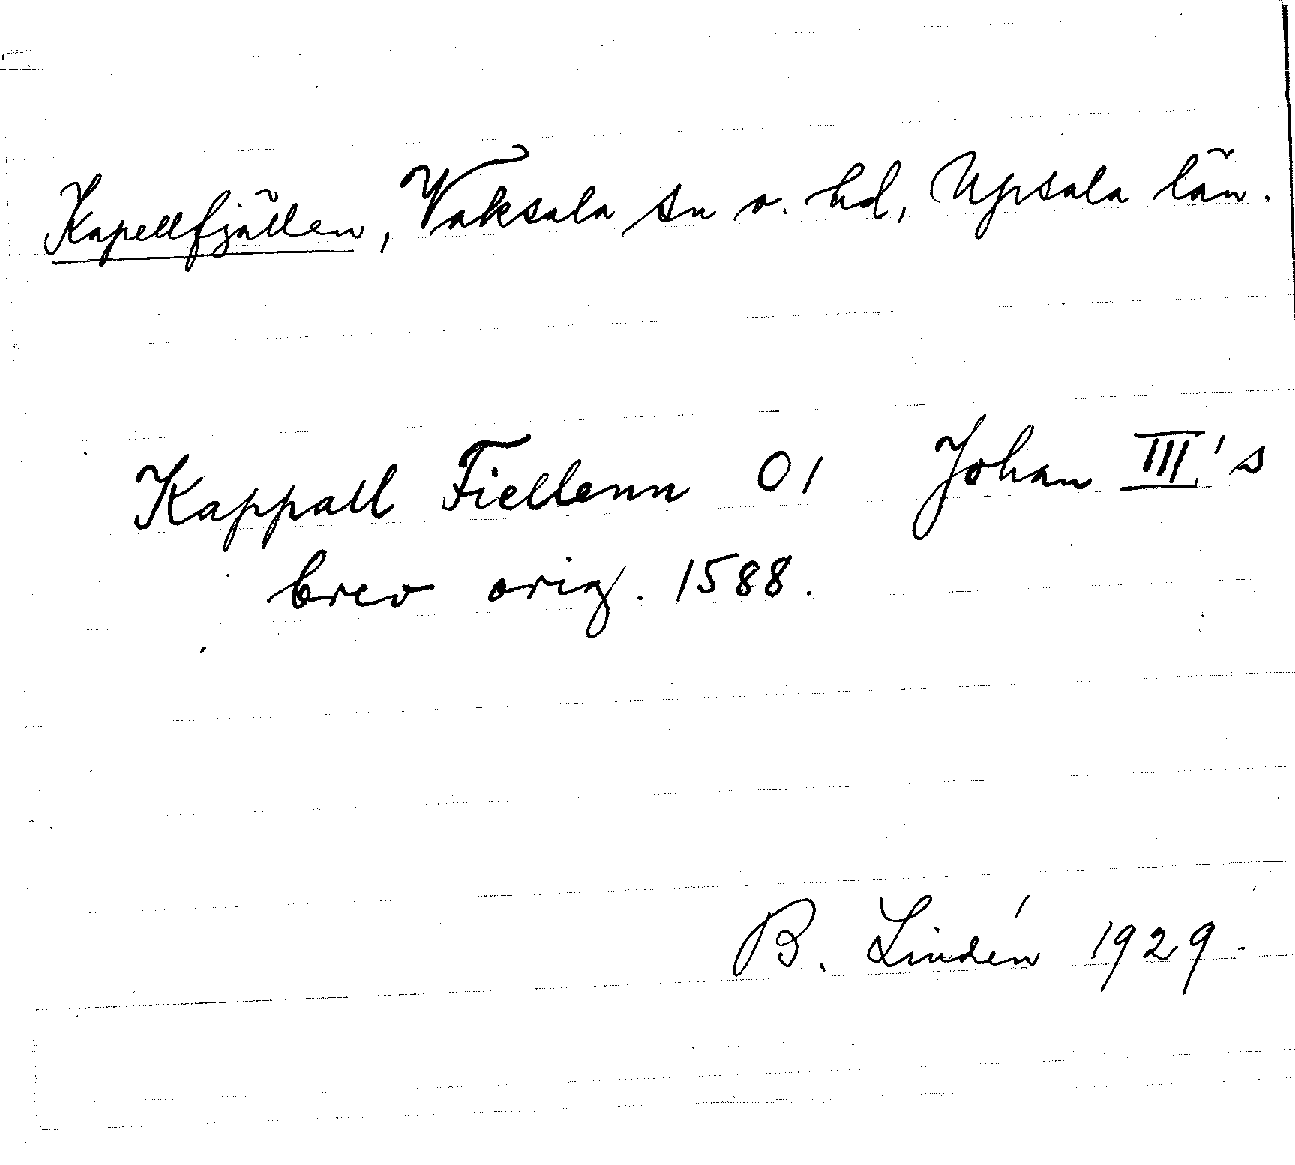 Kapellfjällen, Vaksala sn o. hd, Upsala län.
Kappall Fiellenn 01 Johan III's
brev orig. 1588.
B. Lindén 1929.